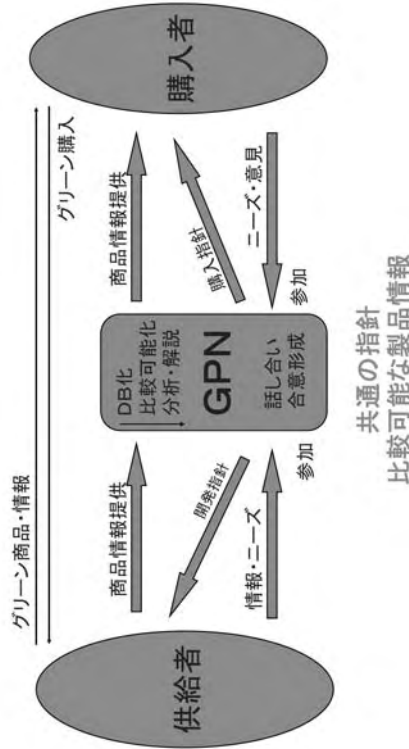 グリーン商品・情報
グリーン購入
供給者
商品情報提供
開発指針
情報・ニーズ
参加
DB化
比較可能化
分析・解説
GPN
話し合い
合意形成
商品情報提供
購入指針
ニーズ・意見
参加
購入者
共通の指針
比較可能な製品情報